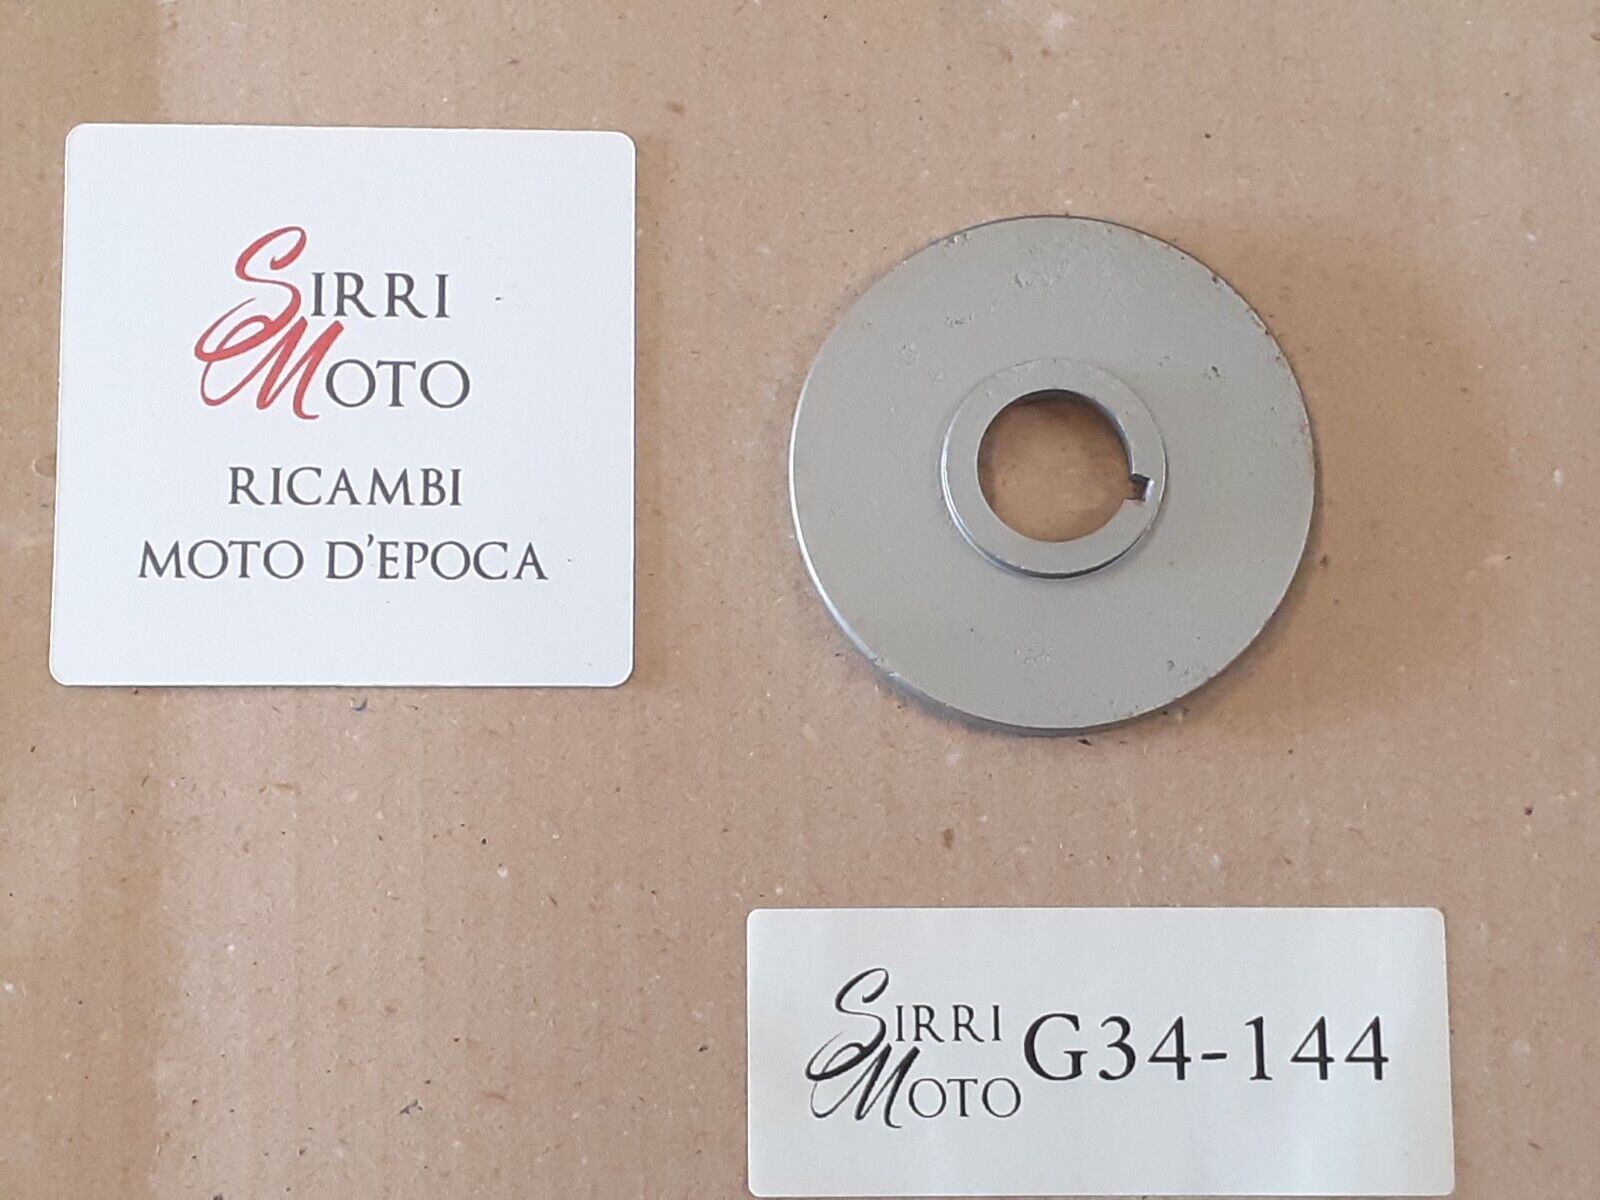 SIRRI
MOTO
RICAMBI
MOTO D'EPOCA
SIRRI
MOTO
G34-144